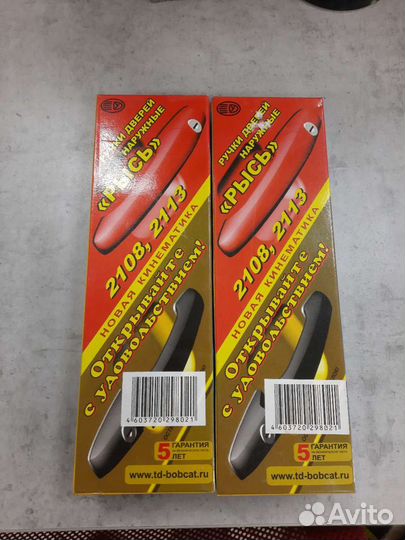 РУЧКИ ДВЕРЕЙ
НАРУЖНЫЕ
«РЫСЬ»
2108, 2113
НОВАЯ КИНЕМАТИКА
Открывайте
с удовольствием!
4 603720 298021
5 ЛЕТ
ГАРАНТИЯ
www.td-bobcat.ru
РУЧКИ ДВЕРЕЙ
НАРУЖНЫЕ
«РЫСЬ»
2108, 2113
НОВАЯ КИНЕМАТИКА
Открывайте
с удовольствием!
4 603720 298021
5 ЛЕТ
ГАРАНТИЯ
www.td-bobcat.ru
Avito